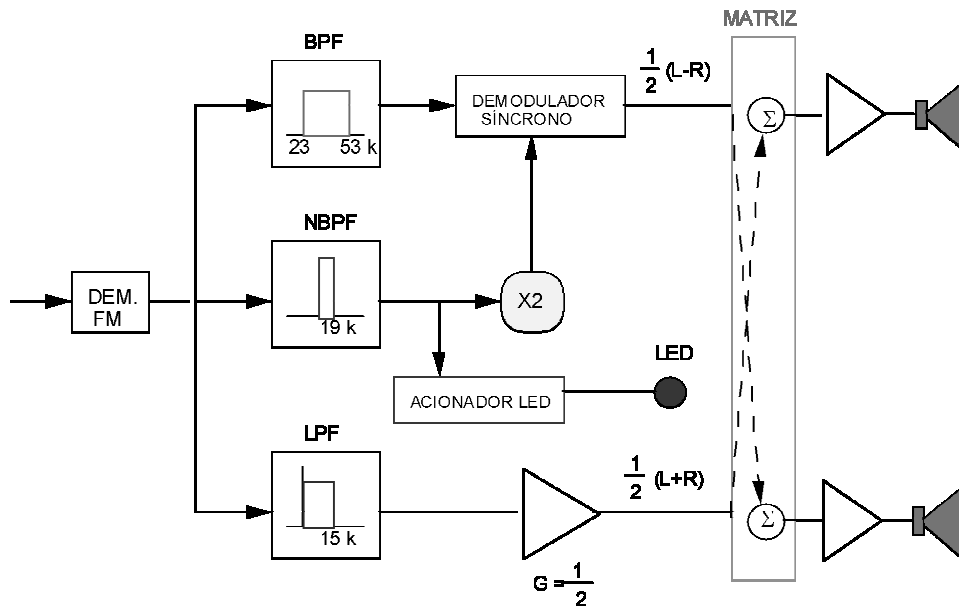 MATRIZ
BPF
1/2 (L-R)
DEMODULADOR
SÍNCRONO
Σ
23 53 k
NBPF
DEM.
FM
X2
19 k
LED
ACIONADOR LED
LPF
1/2 (L+R)
Σ
15 k
G = 1/2